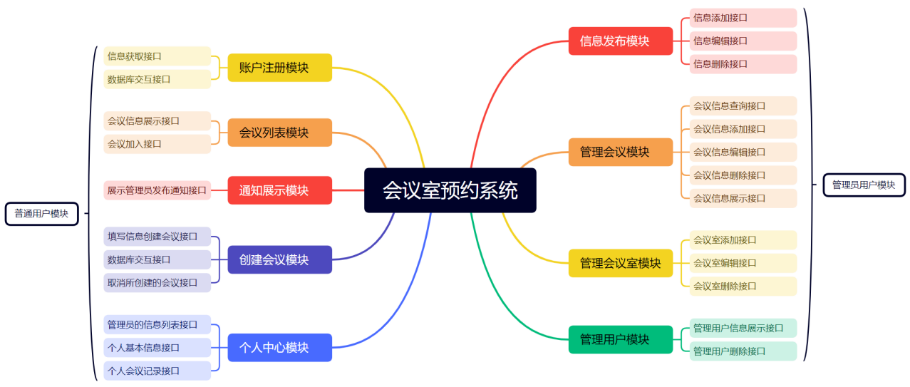 普通用户模块
信息获取接口
数据库交互接口
账户注册模块
会议信息展示接口
会议加入接口
会议列表模块
展示管理员发布通知接口
通知展示模块
填写信息创建会议接口
数据库交互接口
取消所创建的会议接口
创建会议模块
管理员的信息列表接口
个人基本信息接口
个人会议记录接口
个人中心模块
会议室预约系统
信息发布模块
信息添加接口
信息编辑接口
信息删除接口
管理会议模块
会议信息查询接口
会议信息添加接口
会议信息编辑接口
会议信息删除接口
会议信息展示接口
管理会议室模块
会议室添加接口
会议室编辑接口
会议室删除接口
管理用户模块
管理用户信息展示接口
管理用户删除接口
管理员用户模块